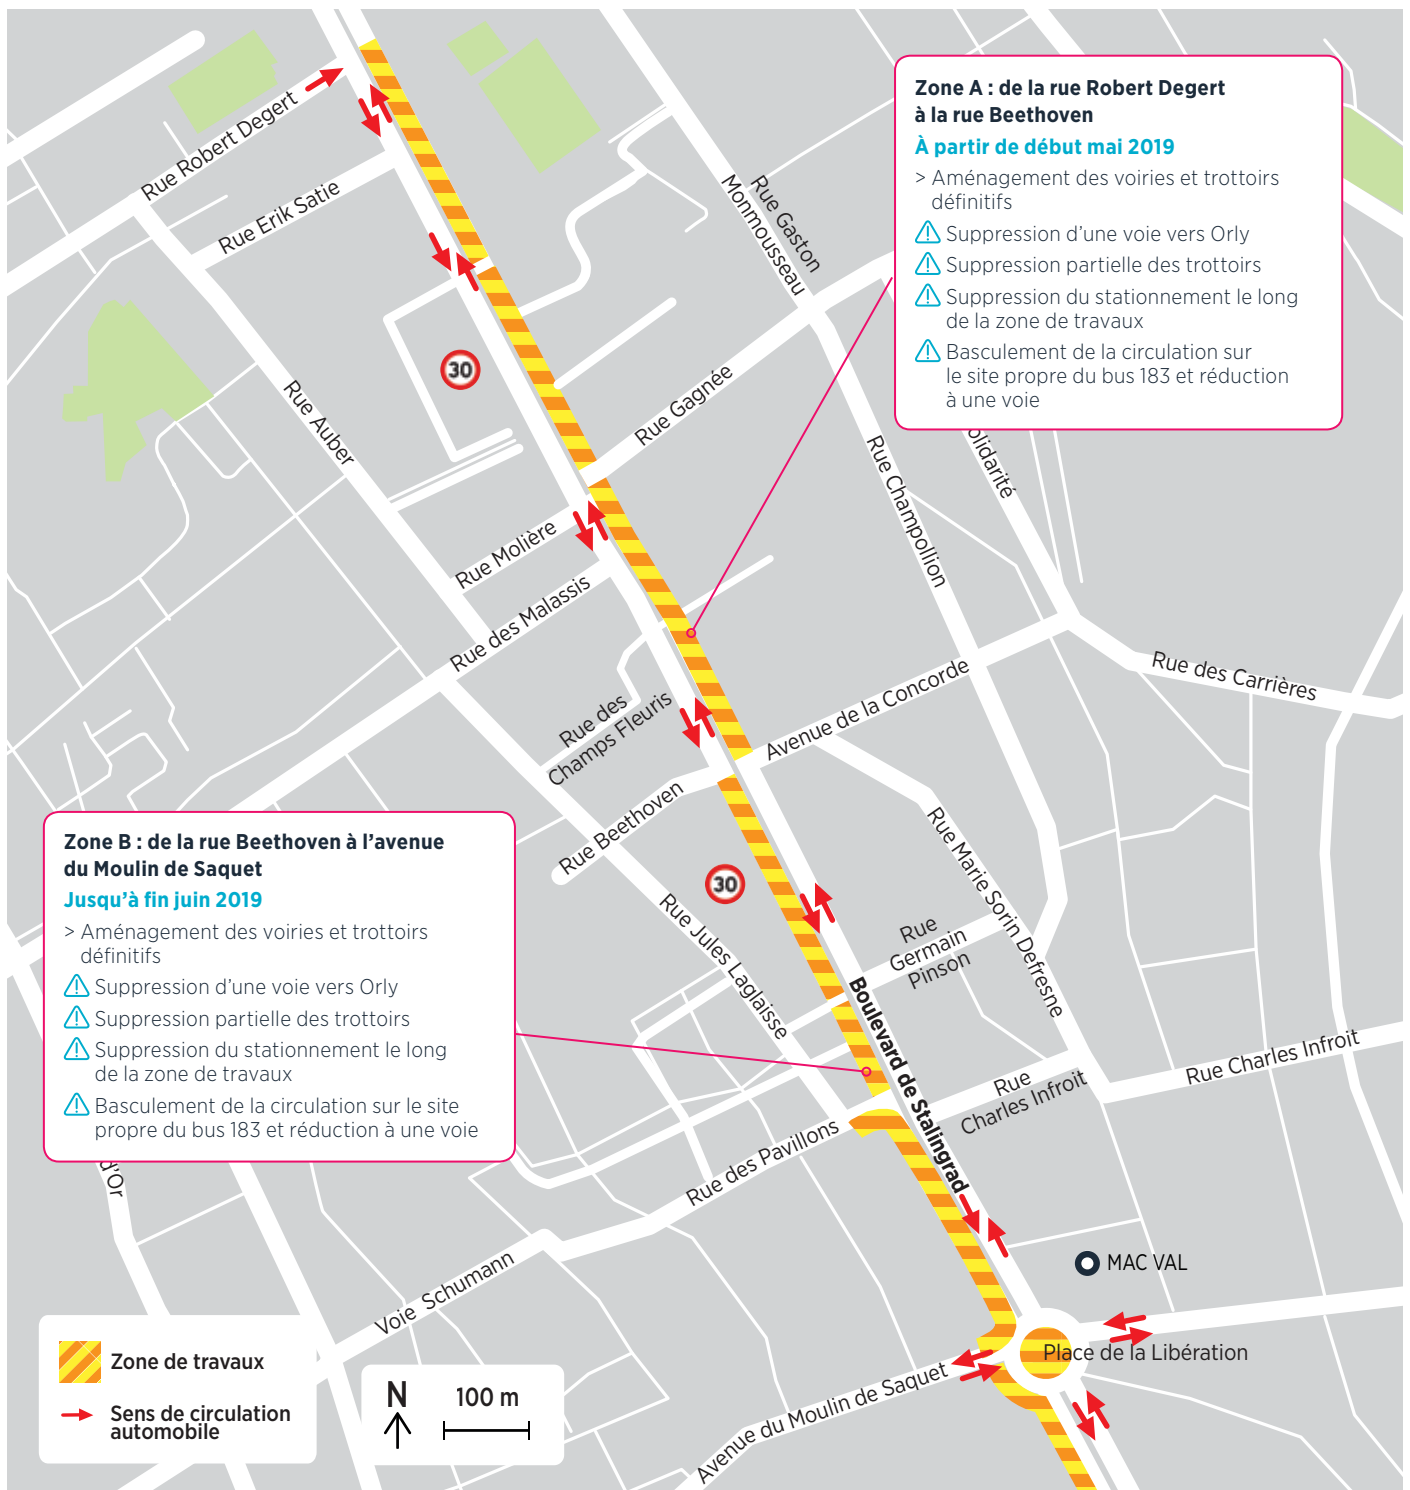 Zone A : de la rue Robert Degert
à la rue Beethoven
À partir de début mai 2019
> Aménagement des voiries et trottoirs
définitifs
Suppression d'une voie vers Orly
Suppression partielle des trottoirs
Suppression du stationnement le long
de la zone de travaux
Basculement de la circulation sur
le site propre du bus 183 et réduction
à une voie
Rue Robert Degert
Rue Erik Satie
Rue Gaston
Monmousseau
30
Rue Auber
Rue Gagnée
olidarité
Rue Champollion
Rue Molière
Rue des Malassis
Rue des Carrières
Rue des
Champs Fleuris
Avenue de la Concorde
Rue Beethoven
Rue Marie Sorin Defresne
30
Zone B : de la rue Beethoven à l'avenue
du Moulin de Saquet
Jusqu'à fin juin 2019
> Aménagement des voiries et trottoirs
définitifs
Suppression d'une voie vers Orly
Suppression partielle des trottoirs
Suppression du stationnement le long
de la zone de travaux
Basculement de la circulation sur le site
propre du bus 183 et réduction à une voie
Rue Jules Laglaisse
Rue
Germain
Pinson
Boulevard de Stalingrad
Rue
Charles Infroit
Rue Charles Infroit
Rue des Pavillons
d'Or
Voie Schumann
MAC VAL
Place de la Libération
Avenue du Moulin de Saquet
Zone de travaux
Sens de circulation
automobile
N
100 m